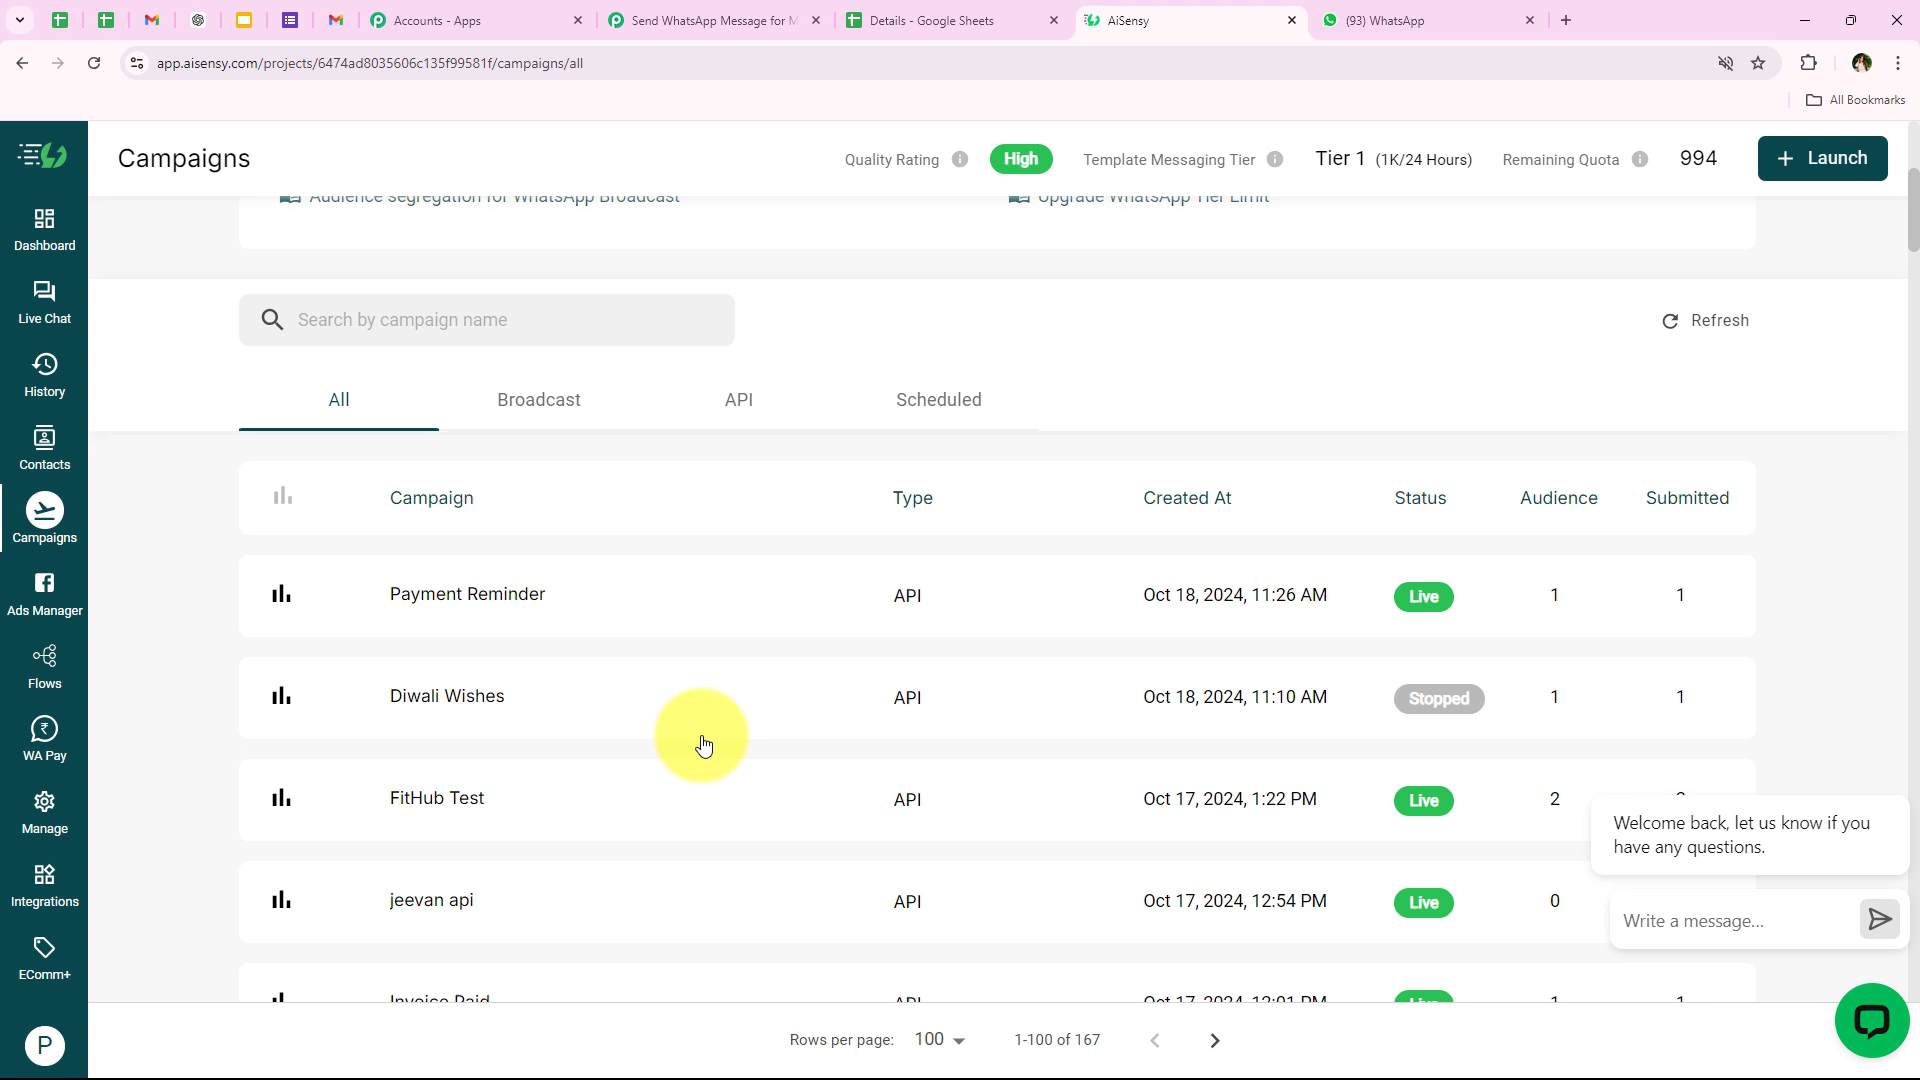 Accounts - Apps
Send WhatsApp Message for M
Details - Google Sheets
AiSensy
(93) WhatsApp
app.aisensy.com/projects/6474ad8035606c135f99581f/campaigns/all
All Bookmarks
Campaigns
Quality Rating
High
Template Messaging Tier
Tier 1 (1K/24 Hours)
Remaining Quota
994
+ Launch
Audience segregation for WhatsApp Broadcast
Upgrade WhatsApp Tier Limit
Dashboard
Live Chat
History
Contacts
Campaigns
Ads Manager
Flows
WA Pay
Manage
Integrations
EComm+
P
Search by campaign name
Refresh
All
Broadcast
API
Scheduled
Campaign Type Created At Status Audience Submitted
Payment Reminder API Oct 18, 2024, 11:26 AM Live 1 1
Diwali Wishes API Oct 18, 2024, 11:10 AM Stopped 1 1
FitHub Test API Oct 17, 2024, 1:22 PM Live 2
jeevan api API Oct 17, 2024, 12:54 PM Live 0
Invoice Paid API Oct 17, 2024, 12:01 PM Live 1 1
Welcome back, let us know if you
have any questions.
Write a message...
Rows per page: 100
1-100 of 167